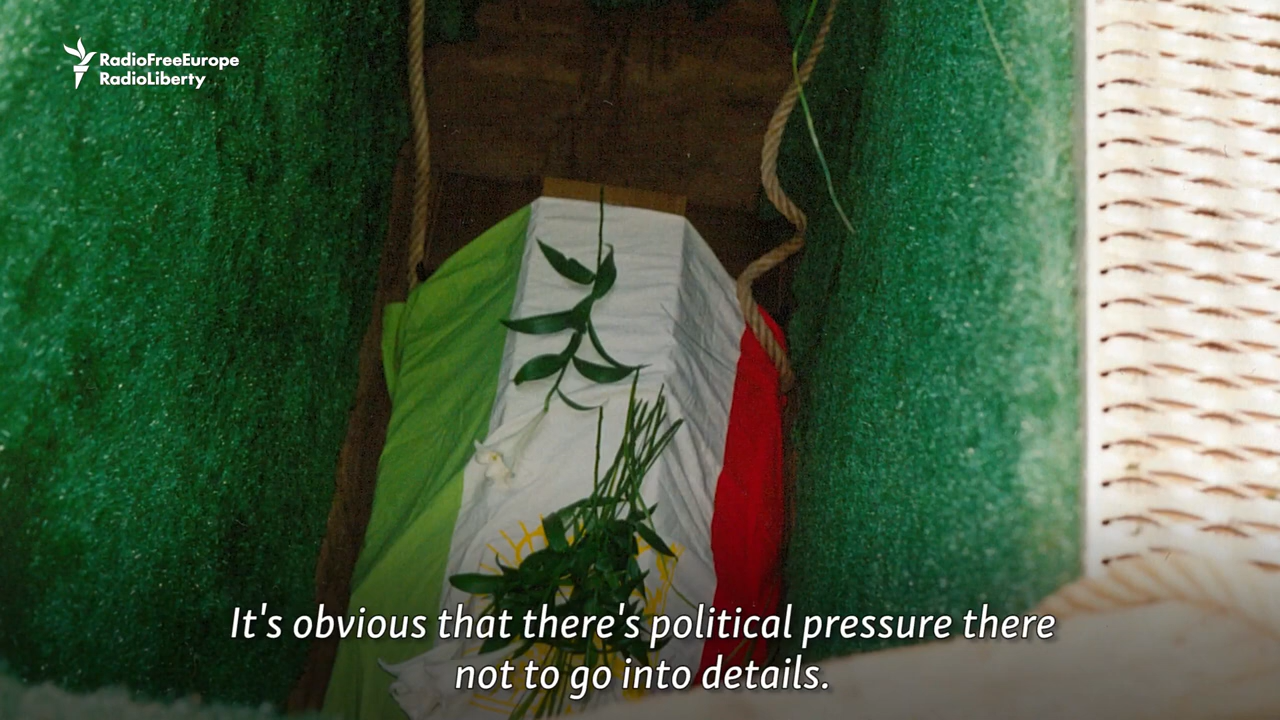 RadioFreeEurope
RadioLiberty
It's obvious that there's political pressure there
not to go into details.